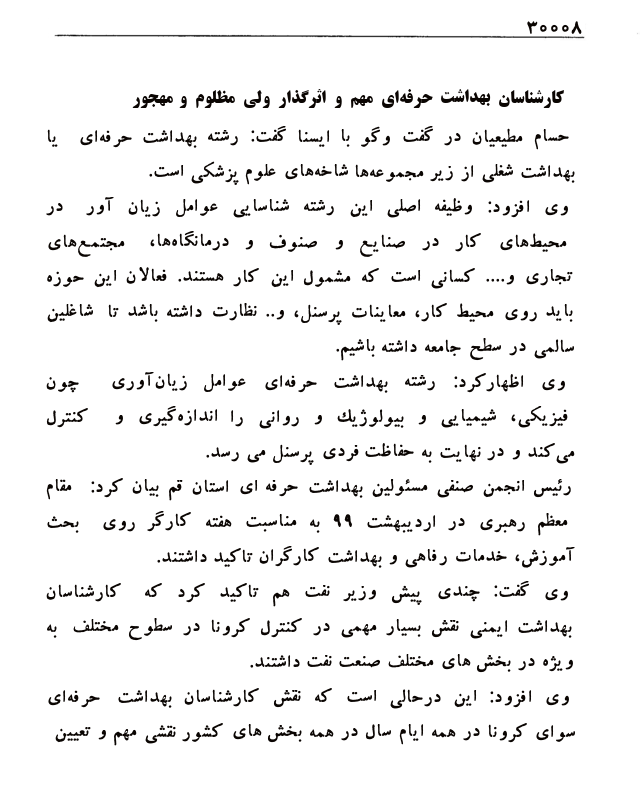 ۳۰۰۰۸
کارشناسان بهداشت حرفه‌ای مهم و اثرگذار ولی مظلوم و مهجور
حسام مطیعیان در گفت وگو با ایسنا گفت: رشته بهداشت حرفه‌ای یا
بهداشت شغلی از زیر مجموعه‌ها شاخه‌های علوم پزشکی است.
وی افزود: وظیفه اصلی این رشته شناسایی عوامل زیان آور در
محیط‌های کار در صنایع و صنوف و درمانگاه‌ها، مجتمع‌های
تجاری و.... کسانی است که مشمول این کار هستند. فعالان این حوزه
باید روی محیط کار، معاینات پرسنل، و.. نظارت داشته باشد تا شاغلین
سالمی در سطح جامعه داشته باشیم.
وی اظهارکرد: رشته بهداشت حرفه‌ای عوامل زیان‌آوری چون
فیزیکی، شیمیایی و بیولوژیك و روانی را اندازه‌گیری و کنترل
می‌کند و در نهایت به حفاظت فردی پرسنل می رسد.
رئیس انجمن صنفی مسئولین بهداشت حرفه ای استان قم بیان کرد: مقام
معظم رهبری در اردیبهشت ۹۹ به مناسبت هفته کارگر روی بحث
آموزش، خدمات رفاهی و بهداشت کارگران تاکید داشتند.
وی گفت: چندی پیش وزیر نفت هم تاکید کرد که کارشناسان
بهداشت ایمنی نقش بسیار مهمی در کنترل کرونا در سطوح مختلف به
ویژه در بخش های مختلف صنعت نفت داشتند.
وی افزود: این درحالی است که نقش کارشناسان بهداشت حرفه‌ای
سوای کرونا در همه ایام سال در همه بخش های کشور نقشی مهم و تعیین